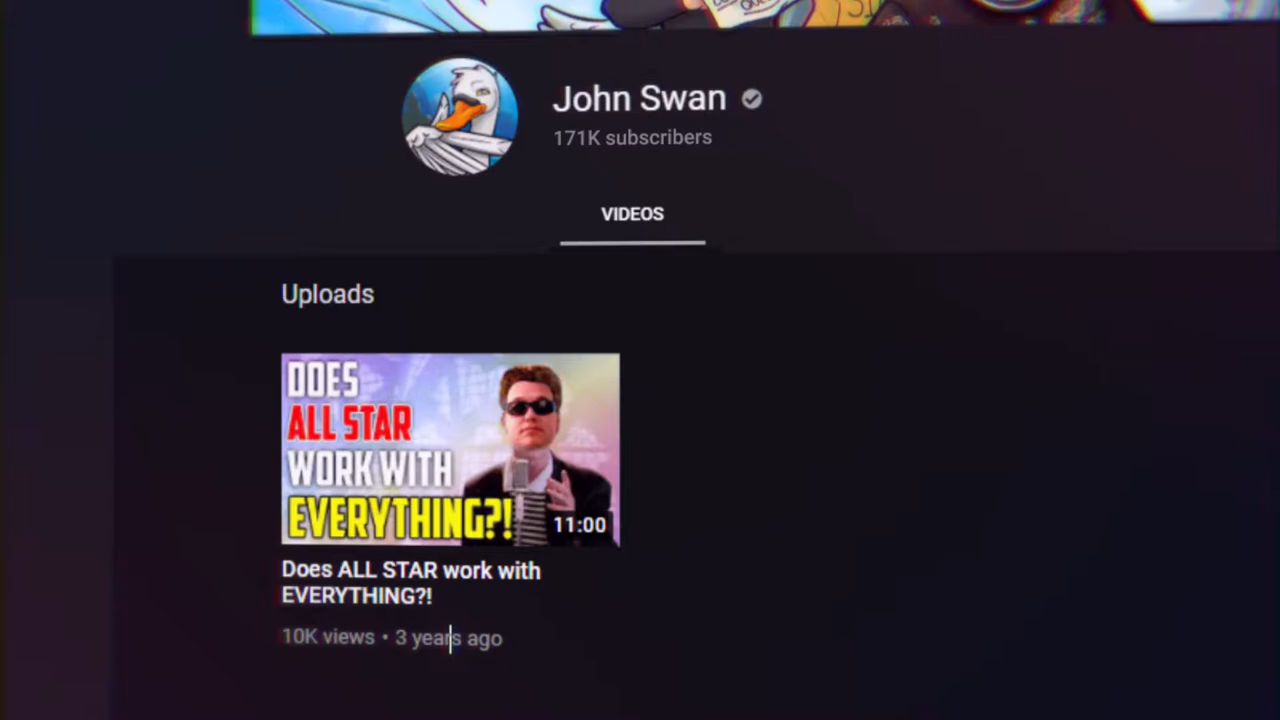 John Swan
171K subscribers
VIDEOS
Uploads
DOES
ALL STAR
WORK WITH
EVERYTHING?!
11:00
Does ALL STAR work with
EVERYTHING?!
10K views • 3 years ago